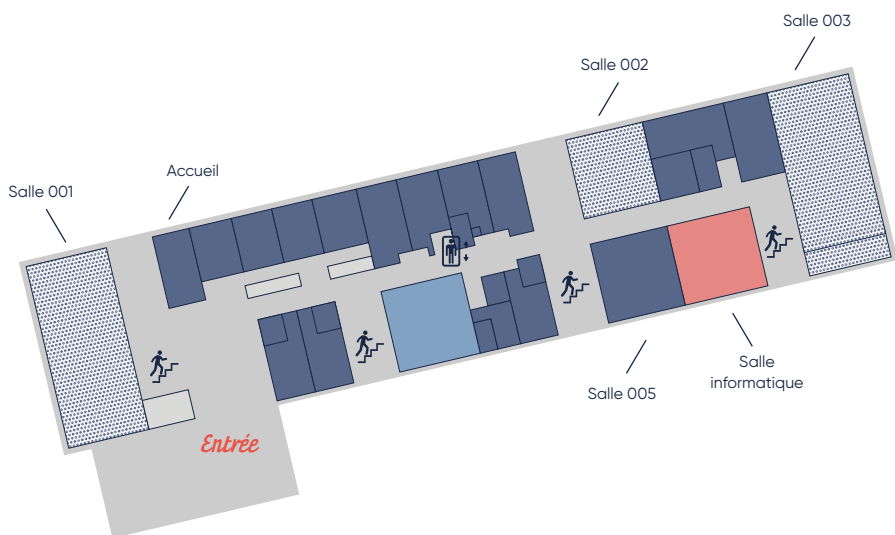 Salle 003
Salle 002
Accueil
Salle 001
Salle
informatique
Salle 005
Entrée